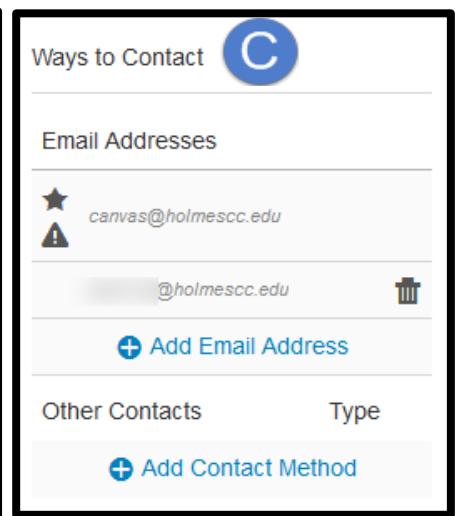 Ways to Contact C
Email Addresses
canvas@holmescc.edu
@holmescc.edu
Add Email Address
Other Contacts Type
Add Contact Method